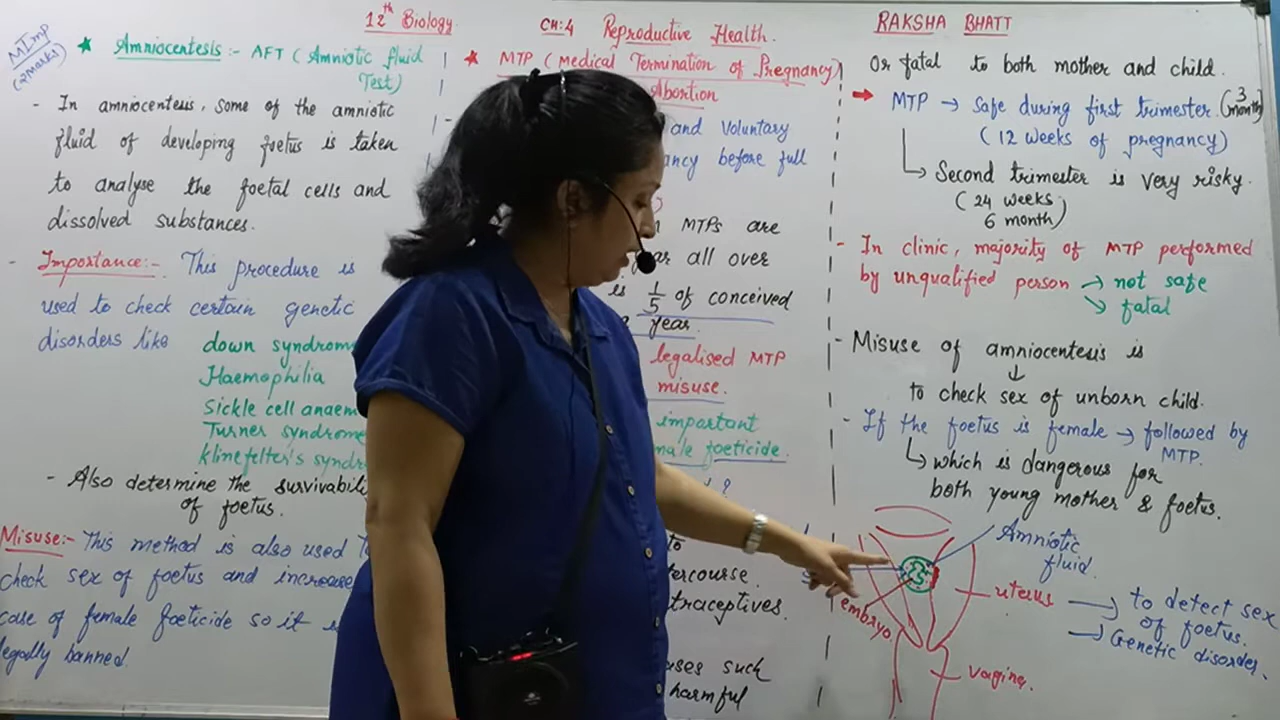 12th Biology
CH:4 Reproductive Health.
RAKSHA BHATT
MImp
(2marks)
★ Amniocentesis :- AFT (Amniotic fluid
Test)
- In amniocentesis, some of the amniotic
fluid of developing foetus is taken
to analyse the foetal cells and
dissolved substances.
- Importance:- This procedure is
used to check certain genetic
disorders like down syndrome
Haemophilia
Sickle cell anaem
Turner syndrome
Klinefelter's syndr
- Also determine the survivabili
of foetus.
Misuse:- This method is also used
check sex of foetus and increase
case of female foeticide so it is
legally banned.
★ MTP (Medical Termination of Pregnancy)
Abortion
and voluntary
ancy before full
MTPs are
all over
is 1/5 of conceived
year.
legalised MTP
misuse.
important
male foeticide.
to
tercourse.
traceptives.
uses such
harmful
Or fatal to both mother and child.
→ MTP → Safe during first trimester. (3 month)
(12 weeks of pregnancy)
↳ Second trimester is very risky.
(24 weeks
6 month)
- In clinic, majority of MTP performed
by unqualified person → not safe
↘ fatal
- Misuse of amniocentesis is
↓
to check sex of unborn child.
- If the foetus is female → followed by
MTP.
↳ which is dangerous for
both young mother & foetus.
Amniotic
fluid.
embryo.
uterus → to detect sex
of foetus.
→ Genetic disorder.
vagina.